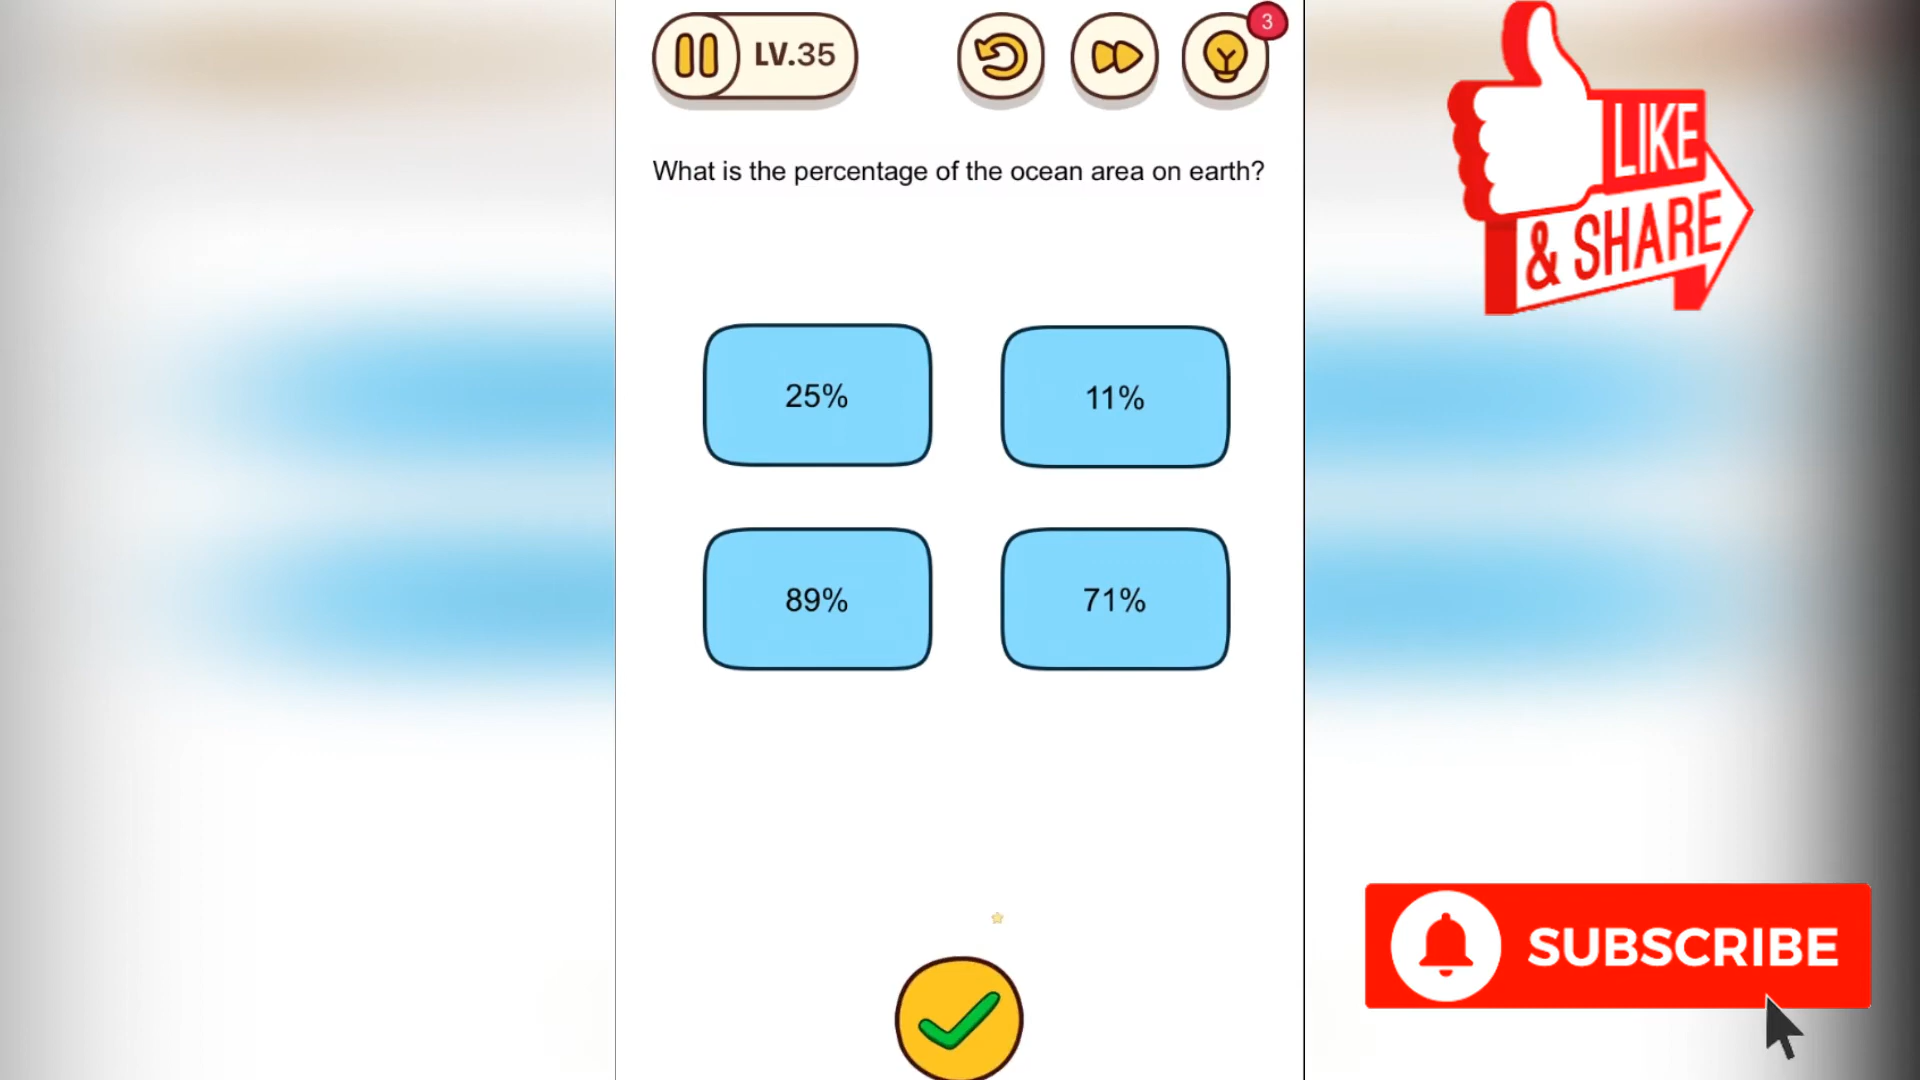 LV.35
3
What is the percentage of the ocean area on earth?
25%
11%
89%
71%
LIKE
& SHARE
SUBSCRIBE